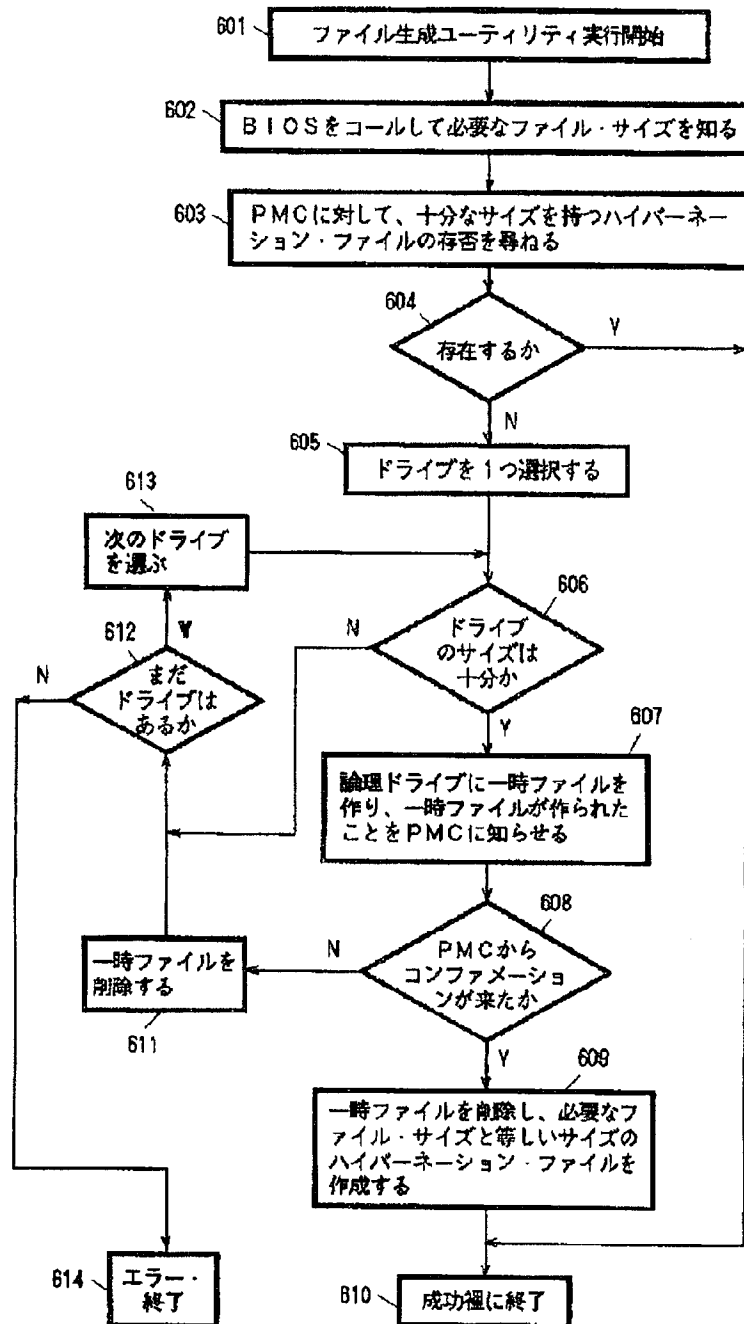 601
ファイル生成ユーティリティ実行開始
602
BIOSをコールして必要なファイル・サイズを知る
603
PMCに対して、十分なサイズを持つハイバーネー
ション・ファイルの存否を尋ねる
604
存在するか
Y
N
605
ドライブを1つ選択する
613
次のドライブ
を選ぶ
606
ドライブ
のサイズは
十分か
N
Y
612
まだ
ドライブは
あるか
Y
N
607
論理ドライブに一時ファイルを
作り、一時ファイルが作られた
ことをPMCに知らせる
608
PMCから
コンファメーショ
ンが来たか
N
Y
一時ファイルを
削除する
611
609
一時ファイルを削除し、必要なフ
ァイル・サイズと等しいサイズの
ハイバーネーション・ファイルを
作成する
614
エラー・
終了
610
成功裡に終了